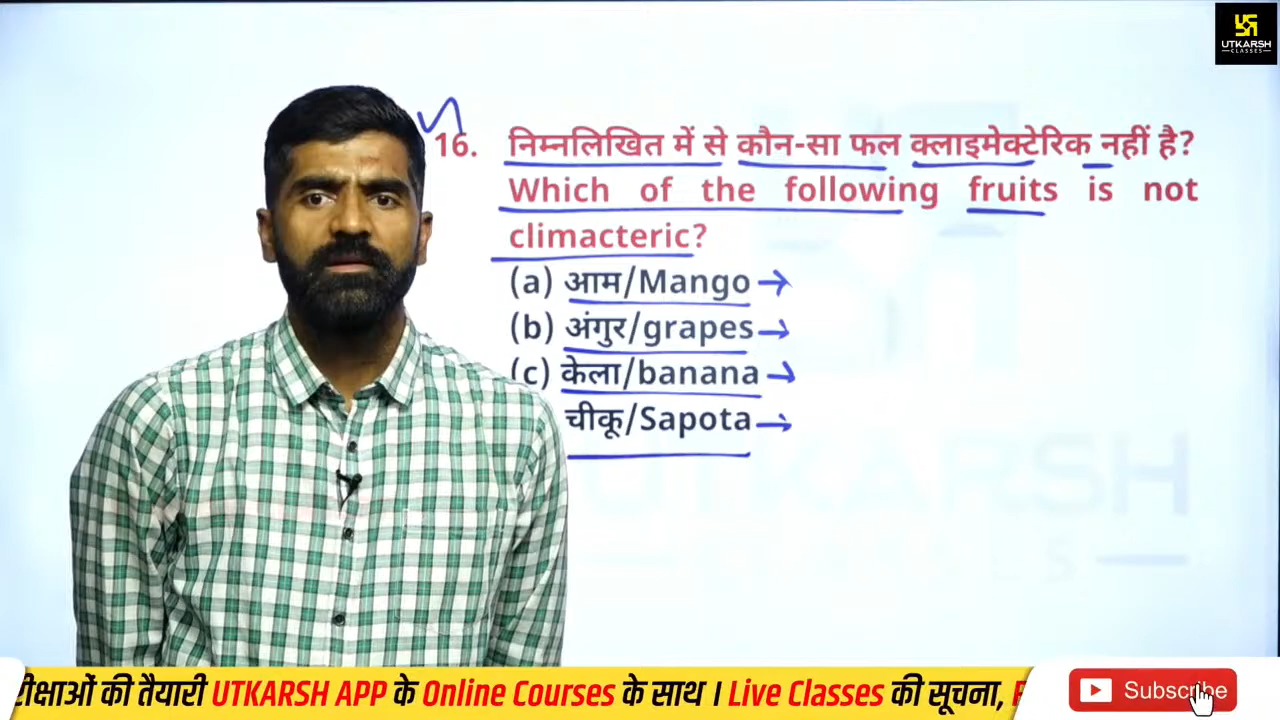 UTKARSH
CLASSES
16. निम्नलिखित में से कौन-सा फल क्लाइमेक्टेरिक नहीं है?
Which of the following fruits is not
climacteric?
(a) आम/Mango
(b) अंगुर/grapes
(c) केला/banana
चीकू/Sapota
UTKARSH
रीक्षाओं की तैयारी UTKARSH APP के Online Courses के साथ । Live Classes की सूचना,
Subscribe